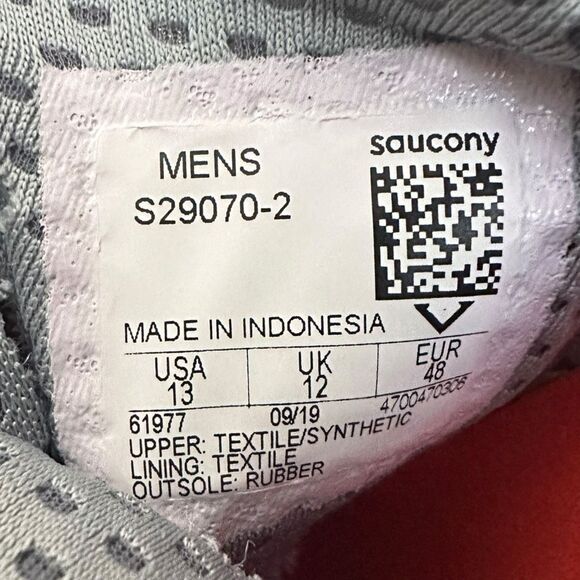 saucony
MENS
S29070-2
MADE IN INDONESIA
USA UK EUR
13 12 48
61977 09/19 4700470306
UPPER: TEXTILE/SYNTHETIC
LINING: TEXTILE
OUTSOLE: RUBBER